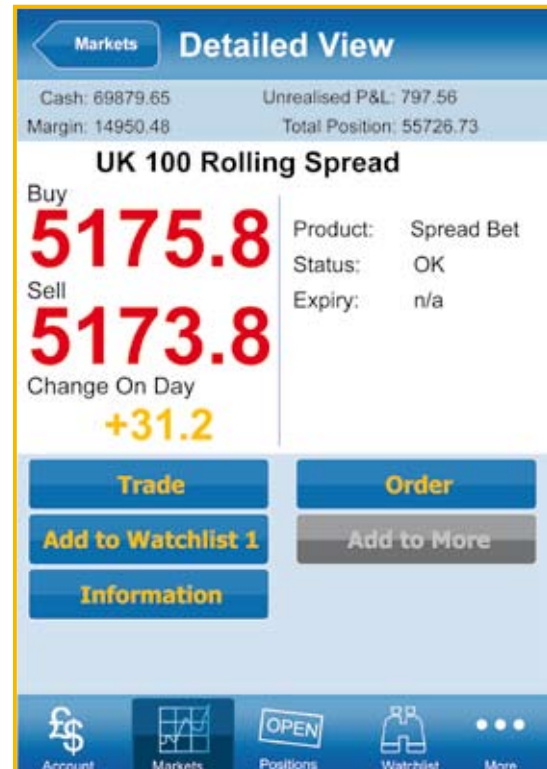 Markets Detailed View
Cash: 69879.65 Unrealised P&L: 797.56
Margin: 14950.48 Total Position: 55726.73
UK 100 Rolling Spread
Buy
5175.8
Sell
5173.8
Change On Day
+31.2
Product: Spread Bet
Status: OK
Expiry: n/a
Trade Order
Add to Watchlist 1 Add to More
Information
£$ OPEN
Account Markets Positions Watchlist More